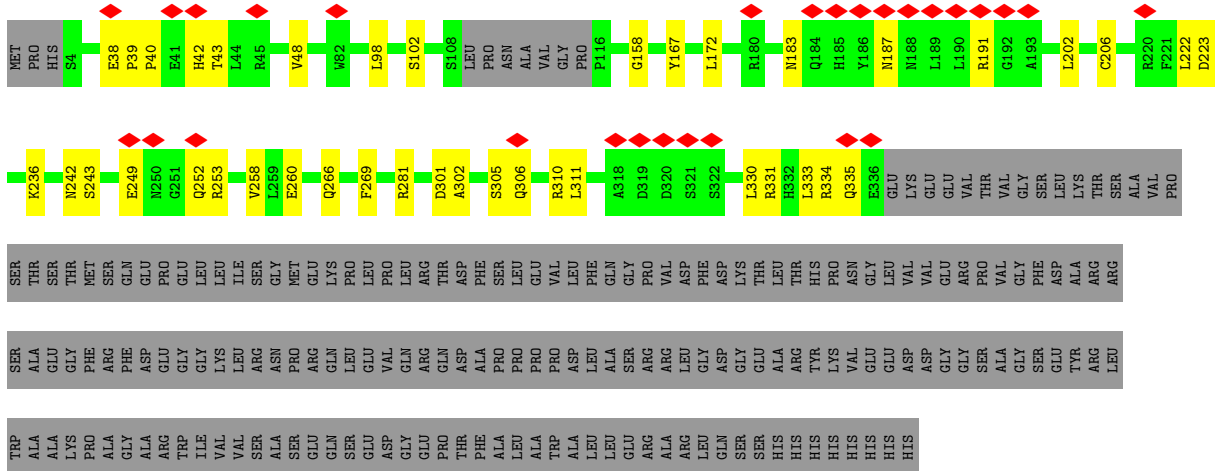 MET PRO HIS S4 E38 P39 P40 E41 H42 T43 L44 R45 V48 W82 L98 S102 S108 LEU PRO ASN ALA VAL GLY PRO P116 G158 Y167 L172 R180 N183 Q184 H185 Y186 N187 N188 L189 L190 R191 G192 A193 L202 C206 R220 F221 L222 D223
K236 N242 S243 E249 N250 G251 Q252 R253 V258 L259 E260 Q266 F269 R281 D301 A302 S305 Q306 R310 L311 A318 D319 D320 S321 S322 L330 R331 H332 L333 R334 Q335 E336 GLU LYS GLU GLU VAL THR VAL GLY SER LEU LYS THR SER ALA VAL PRO
SER THR SER THR MET SER GLN GLU PRO GLU LEU LEU ILE SER GLY MET GLU LYS PRO LEU PRO LEU ARG THR ASP PHE SER LEU GLU VAL LEU PHE GLN GLY PRO VAL ASP PHE ASP LYS THR LEU THR HIS PRO ASN GLY LEU VAL VAL GLU ARG PRO VAL GLY PHE ASP ALA ARG ARG
SER ALA GLU GLY PHE ARG PHE ASP GLU GLY GLY LYS LEU ARG ASN PRO ARG GLN LEU GLU VAL GLN ARG GLN ASP ALA PRO PRO PRO PRO ASP LEU ALA SER ARG ARG LEU GLY ASP GLY GLU ALA ARG TYR LYS VAL GLU GLU ASP ASP GLY GLY SER ALA GLY SER GLU TYR ARG LEU
TRP ALA ALA LYS PRO ALA GLY ALA ARG TRP ILE VAL VAL SER ALA SER GLU GLN SER GLU ASP GLY GLU PRO THR PHE ALA LEU ALA TRP ALA LEU LEU GLU ARG ALA ARG LEU GLN SER SER HIS HIS HIS HIS HIS HIS HIS HIS